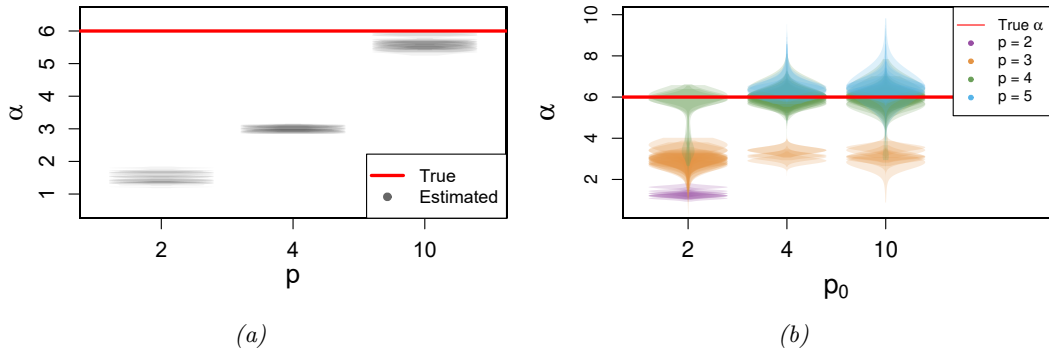 α
6
5
4
3
2
1
True
Estimated
2 4 10
p
(a)
α
10
8
6
4
2
True α
p = 2
p = 3
p = 4
p = 5
2 4 10
p₀
(b)